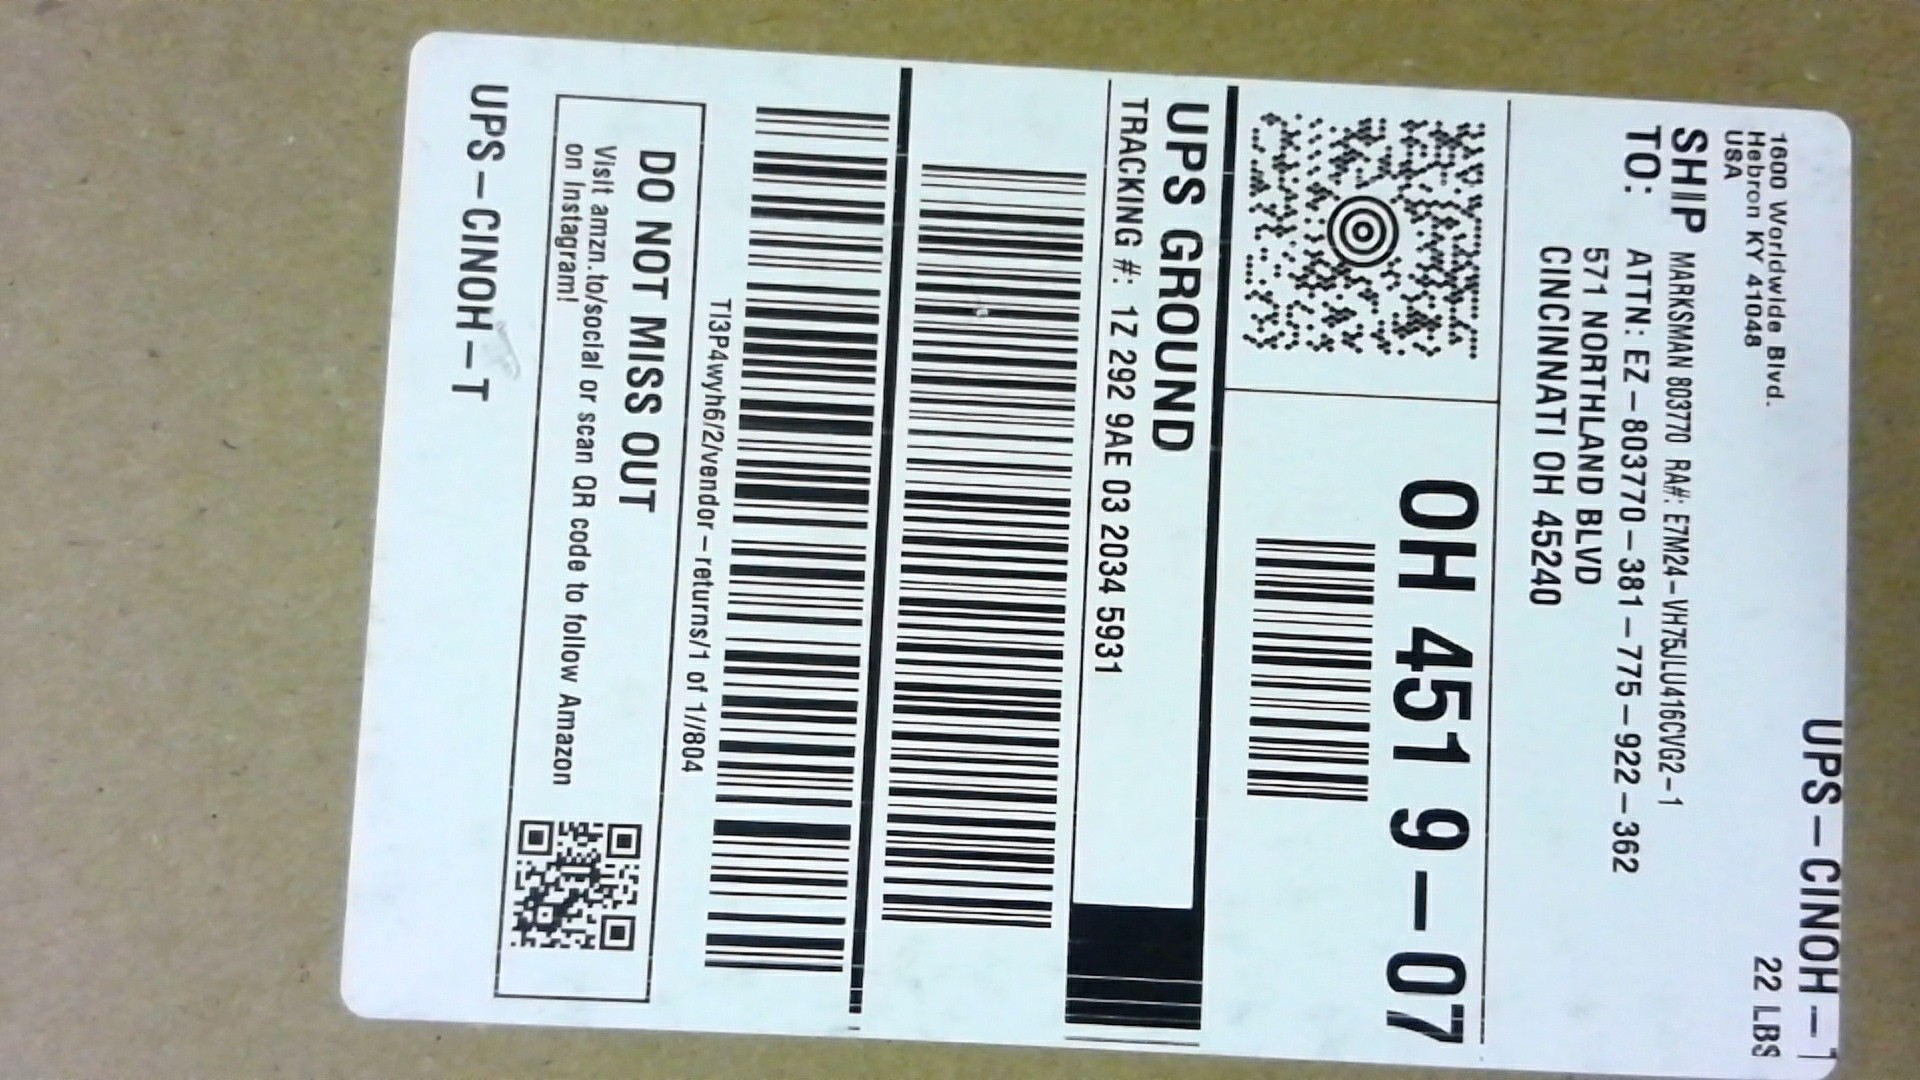 UPS-CINOH-T
22 LBS
1600 Worldwide Blvd.
Hebron KY 41048
USA
SHIP TO:
MARKSMAN 803770 RA#: E7M24-VH75JLU416CVG2-1
ATTN: EZ-8037770-381-775-922-362
571 NORTHLAND BLVD
CINCINNATI OH 45240
OH 451 9-07
UPS GROUND
TRACKING #: 1Z 292 9AE 03 2034 5931
TI3P4wyh6/2/vendor-returns/1 of 1//804
DO NOT MISS OUT
Visit amzn.to/social or scan QR code to follow Amazon
on Instagram!
UPS-CINOH-T